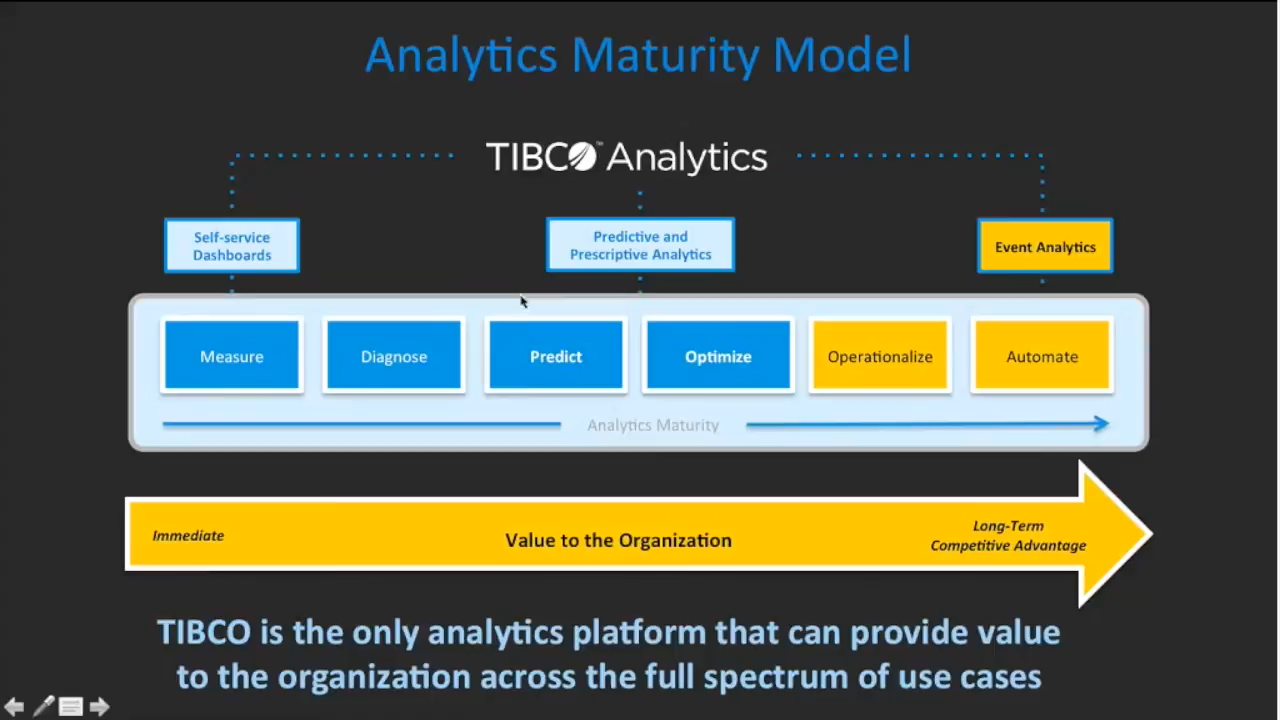 Analytics Maturity Model
TIBCO™ Analytics
Self-service
Dashboards
Predictive and
Prescriptive Analytics
Event Analytics
Measure
Diagnose
Predict
Optimize
Operationalize
Automate
Analytics Maturity
Immediate
Value to the Organization
Long-Term
Competitive Advantage
TIBCO is the only analytics platform that can provide value
to the organization across the full spectrum of use cases